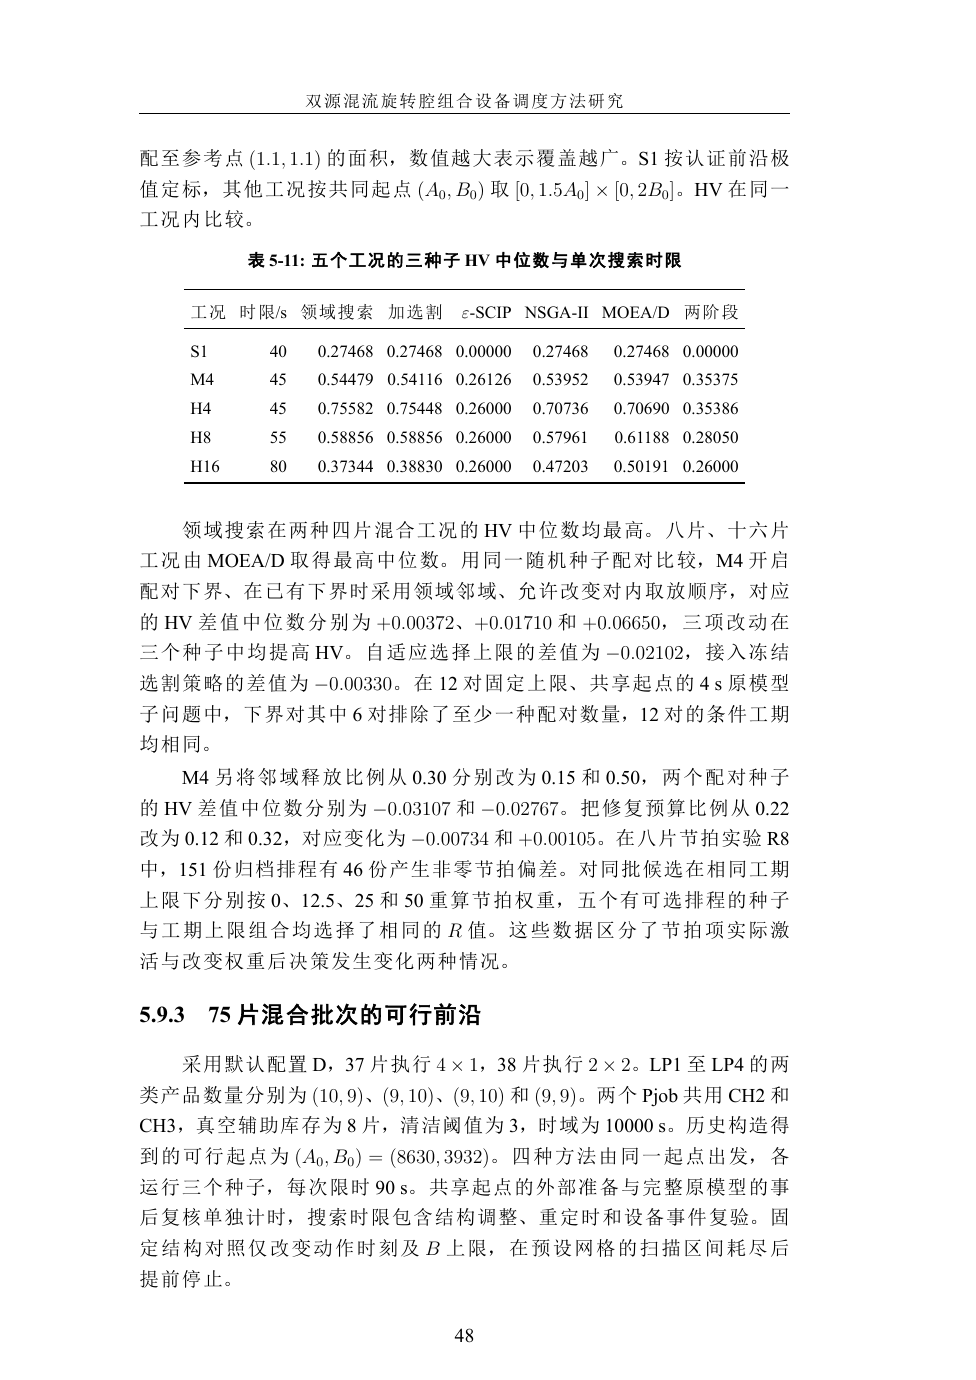 双源混流旋转腔组合设备调度方法研究
配至参考点 (1.1, 1.1) 的面积，数值越大表示覆盖越广。S1 按认证前沿极
值定标，其他工况按共同起点 (A₀, B₀) 取 [0, 1.5A₀] × [0, 2B₀]。HV 在同一
工况内比较。
表 5-11: 五个工况的三种子 HV 中位数与单次搜索时限
工况 时限/s 领域搜索 加选割 ε-SCIP NSGA-II MOEA/D 两阶段
S1 40 0.27468 0.27468 0.00000 0.27468 0.27468 0.00000
M4 45 0.54479 0.54116 0.26126 0.53952 0.53947 0.35375
H4 45 0.75582 0.75448 0.26000 0.70736 0.70690 0.35386
H8 55 0.58856 0.58856 0.26000 0.57961 0.61188 0.28050
H16 80 0.37344 0.38830 0.26000 0.47203 0.50191 0.26000
领域搜索在两种四片混合工况的 HV 中位数均最高。八片、十六片
工况由 MOEA/D 取得最高中位数。用同一随机种子配对比较，M4 开启
配对下界、在已有下界时采用领域邻域、允许改变对内取放顺序，对应
的 HV 差值中位数分别为 +0.00372、+0.01710 和 +0.06650，三项改动在
三个种子中均提高 HV。自适应选择上限的差值为 −0.02102，接入冻结
选割策略的差值为 −0.00330。在 12 对固定上限、共享起点的 4 s 原模型
子问题中，下界对其中 6 对排除了至少一种配对数量，12 对的条件工期
均相同。
M4 另将邻域释放比例从 0.30 分别改为 0.15 和 0.50，两个配对种子
的 HV 差值中位数分别为 −0.03107 和 −0.02767。把修复预算比例从 0.22
改为 0.12 和 0.32，对应变化为 −0.00734 和 +0.00105。在八片节拍实验 R8
中，151 份归档排程有 46 份产生非零节拍偏差。对同批候选在相同工期
上限下分别按 0、12.5、25 和 50 重算节拍权重，五个有可选排程的种子
与工期上限组合均选择了相同的 R 值。这些数据区分了节拍项实际激
活与改变权重后决策发生变化两种情况。
5.9.3 75 片混合批次的可行前沿
采用默认配置 D，37 片执行 4 × 1，38 片执行 2 × 2。LP1 至 LP4 的两
类产品数量分别为 (10, 9)、(9, 10)、(9, 10) 和 (9, 9)。两个 Pjob 共用 CH2 和
CH3，真空辅助库存为 8 片，清洁阈值为 3，时域为 10000 s。历史构造得
到的可行起点为 (A₀, B₀) = (8630, 3932)。四种方法由同一起点出发，各
运行三个种子，每次限时 90 s。共享起点的外部准备与完整原模型的事
后复核单独计时，搜索时限包含结构调整、重定时和设备事件复验。固
定结构对照仅改变动作时刻及 B 上限，在预设网格的扫描区间耗尽后
提前停止。
48